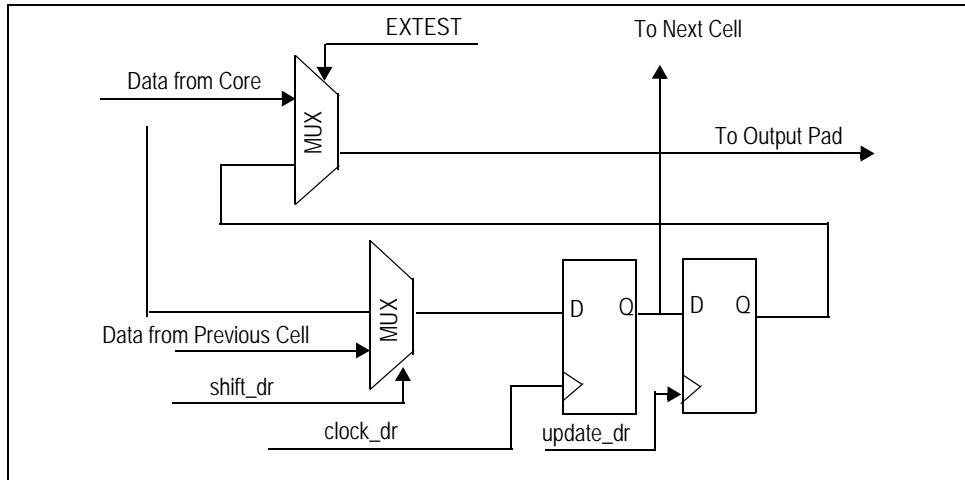 EXTEST
To Next Cell
Data from Core
MUX
To Output Pad
MUX
D Q
D Q
Data from Previous Cell
shift_dr
clock_dr
update_dr